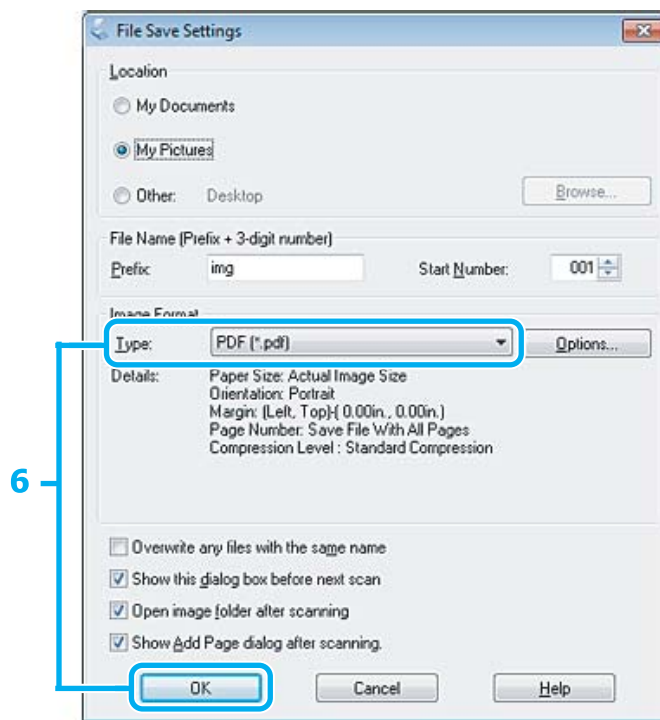 File Save Settings
Location
My Documents
My Pictures
Other: Desktop Browse...
File Name (Prefix + 3-digit number)
Prefix: img Start Number: 001
Image Format
Type: PDF (*.pdf) Options...
Details: Paper Size: Actual Image Size
Orientation: Portrait
Margin: (Left, Top)-( 0.00in., 0.00in.)
Page Number: Save File With All Pages
Compression Level : Standard Compression
6
Overwrite any files with the same name
Show this dialog box before next scan
Open image folder after scanning
Show Add Page dialog after scanning.
OK Cancel Help